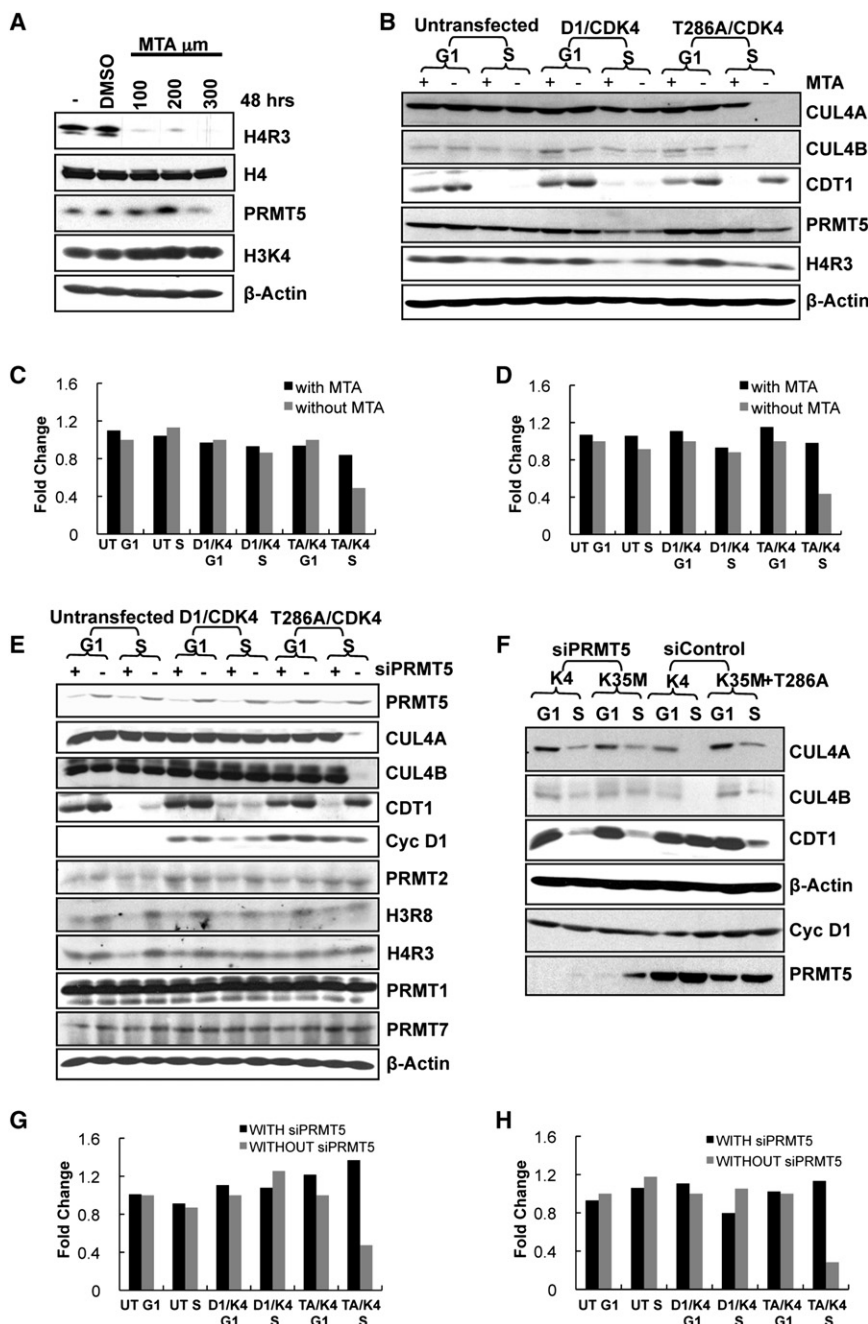 A
MTA μm
- DMSO 100 200 300 48 hrs
H4R3
H4
PRMT5
H3K4
β-Actin
B
Untransfected D1/CDK4 T286A/CDK4
G1 S G1 S G1 S
+ - + - + - + - + - + - MTA
CUL4A
CUL4B
CDT1
PRMT5
H4R3
β-Actin
C
Fold Change
1.6
1.2
0.8
0.4
0
with MTA
without MTA
UT G1 UT S D1/K4 G1 D1/K4 S TA/K4 G1 TA/K4 S
D
Fold Change
1.6
1.2
0.8
0.4
0
with MTA
without MTA
UT G1 UT S D1/K4 G1 D1/K4 S TA/K4 G1 TA/K4 S
E
Untransfected D1/CDK4 T286A/CDK4
G1 S G1 S G1 S
+ - + - + - + - + - + - siPRMT5
PRMT5
CUL4A
CUL4B
CDT1
Cyc D1
PRMT2
H3R8
H4R3
PRMT1
PRMT7
β-Actin
F
siPRMT5 siControl
K4 K35M K4 K35M+T286A
G1 S G1 S G1 S G1 S
CUL4A
CUL4B
CDT1
β-Actin
Cyc D1
PRMT5
G
Fold Change
1.6
1.2
0.8
0.4
0
WITH siPRMT5
WITHOUT siPRMT5
UT G1 UT S D1/K4 G1 D1/K4 S TA/K4 G1 TA/K4 S
H
Fold Change
1.6
1.2
0.8
0.4
0
WITH siPRMT5
WITHOUT siPRMT5
UT G1 UT S D1/K4 G1 D1/K4 S TA/K4 G1 TA/K4 S